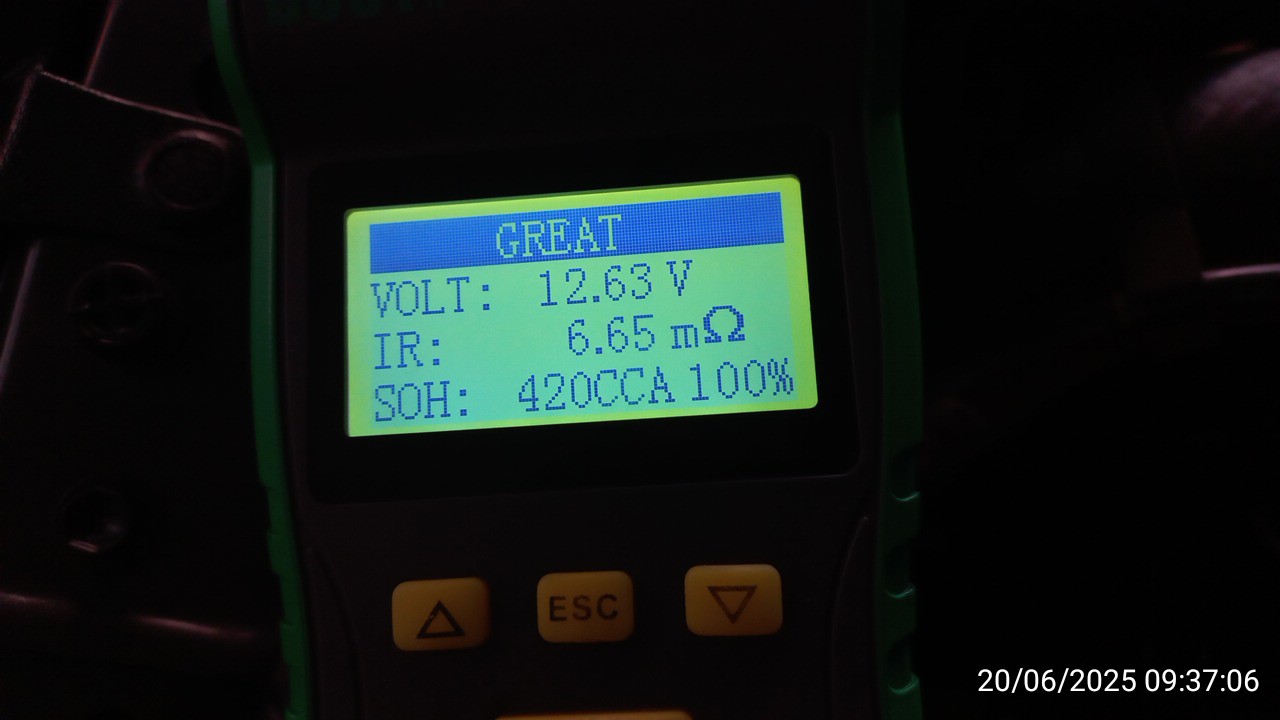 GREAT
VOLT: 12.63 V
IR: 6.65 mΩ
SOH: 420CCA 100%
ESC
20/06/2025 09:37:06